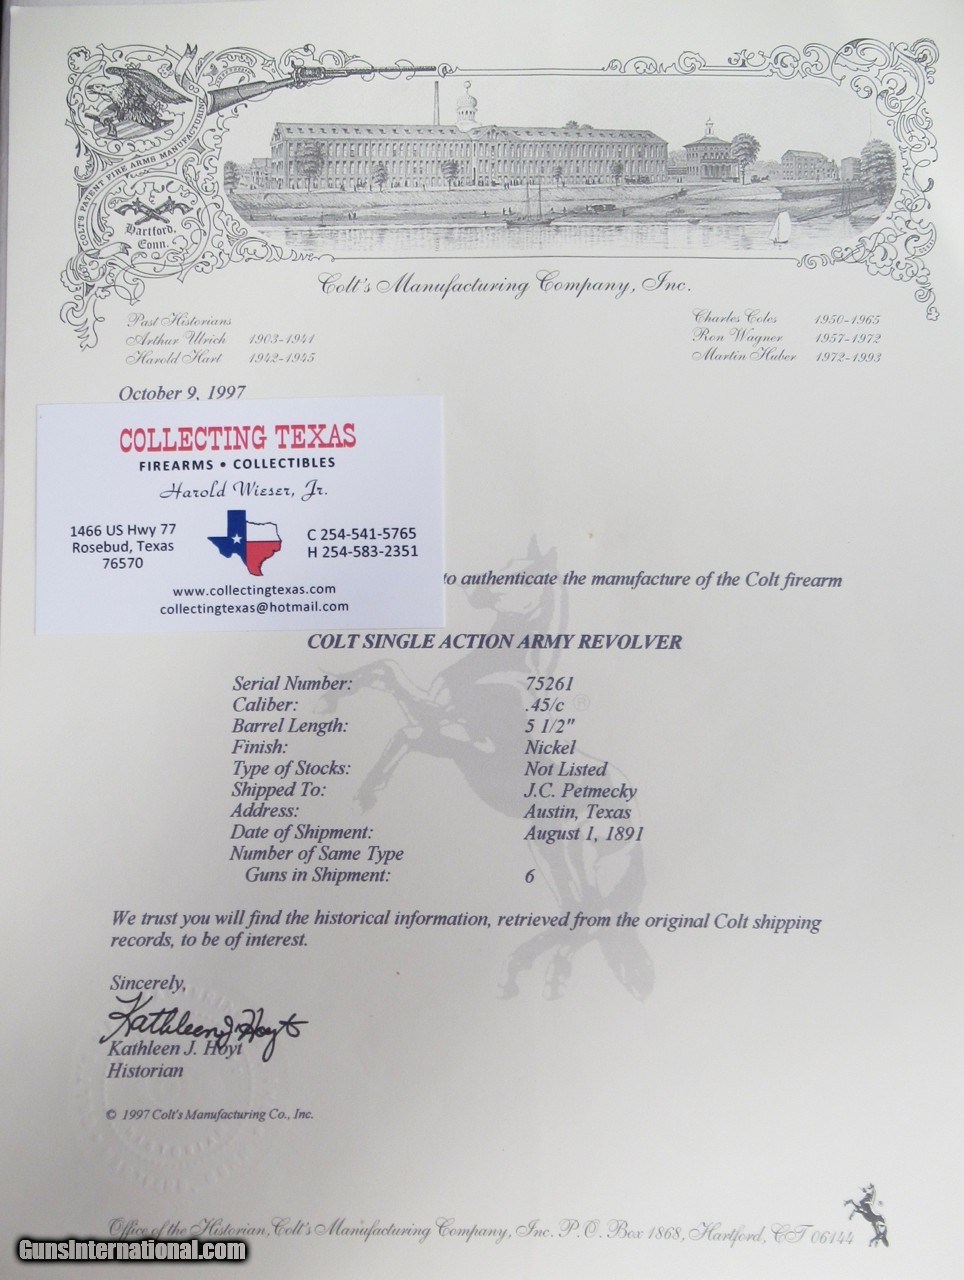 COLT'S PATENT FIRE ARMS MANUFACTURING
Hartford,
Conn.
Colt's Manufacturing Company, Inc.
Past Historians
Arthur Ulrich 1903-1941
Harold Hart 1942-1945
Charles Coles 1950-1965
Ron Wagner 1957-1972
Martin Huber 1972-1993
October 9, 1997
COLLECTING TEXAS
FIREARMS • COLLECTIBLES
Harold Wieser, Jr.
1466 US Hwy 77
Rosebud, Texas
76570
C 254-541-5765
H 254-583-2351
www.collectingtexas.com
collectingtexas@hotmail.com
to authenticate the manufacture of the Colt firearm
COLT SINGLE ACTION ARMY REVOLVER
Serial Number: 75261
Caliber: .45/c
Barrel Length: 5 1/2"
Finish: Nickel
Type of Stocks: Not Listed
Shipped To: J.C. Petmecky
Address: Austin, Texas
Date of Shipment: August 1, 1891
Number of Same Type
Guns in Shipment: 6
®
We trust you will find the historical information, retrieved from the original Colt shipping
records, to be of interest.
Sincerely,
Kathleen J. Hoyt
Kathleen J. Hoyt
Historian
© 1997 Colt's Manufacturing Co., Inc.
Office of the Historian, Colt's Manufacturing Company, Inc. P.O. Box 1868, Hartford, CT 06144
GunsInternational.com